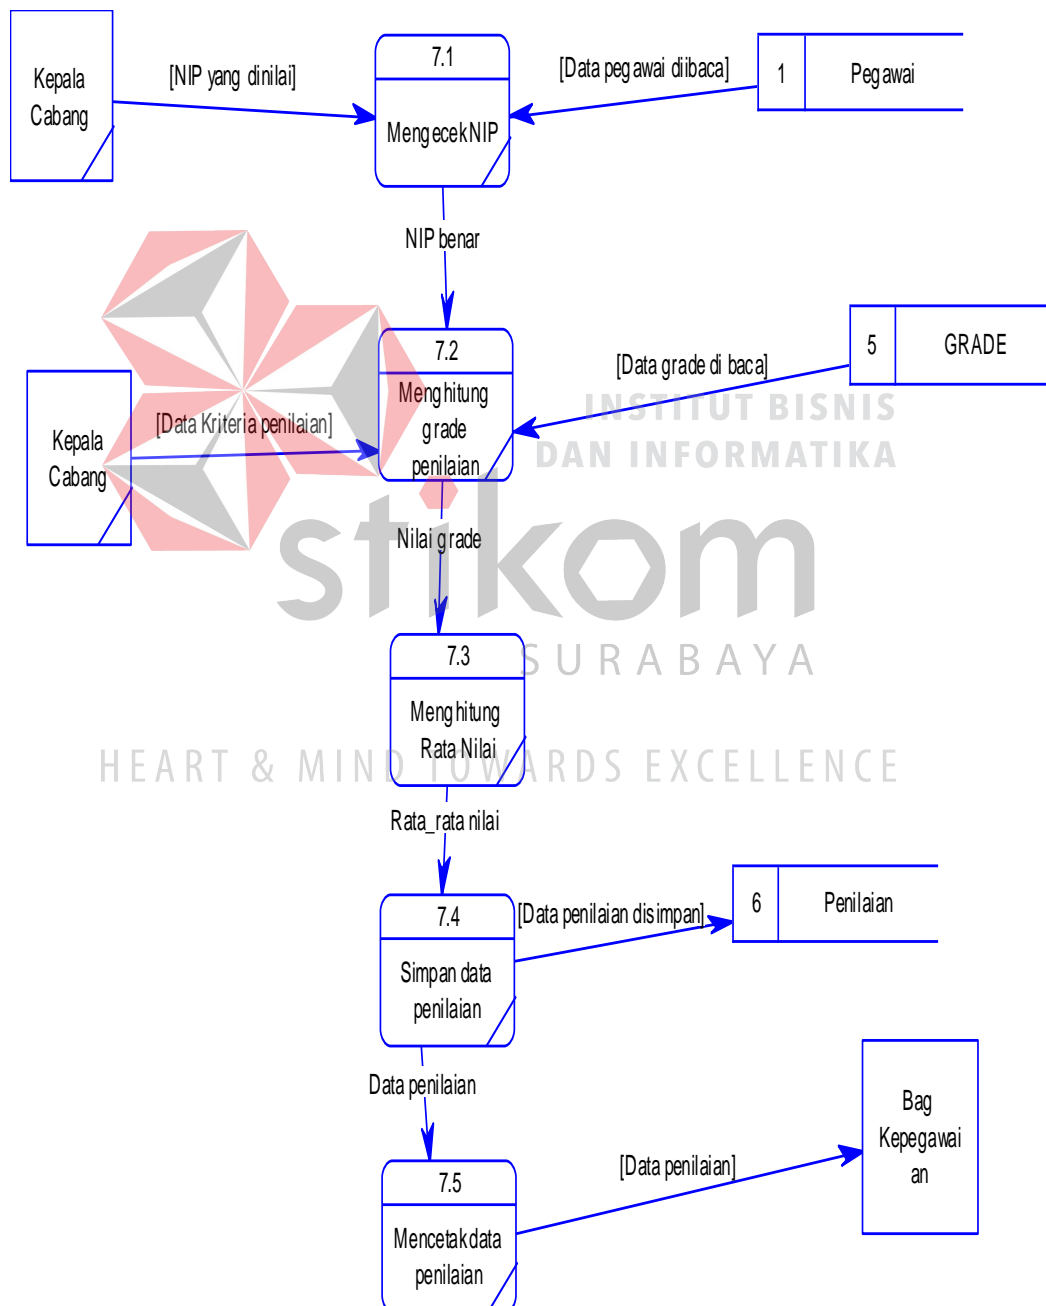 Kepala
Cabang
[NIP yang dinilai]
7.1
Mengecek NIP
[Data pegawai diibaca]
1
Pegawai
NIP benar
7.2
Menghitung
grade
penilaian
[Data grade di baca]
5
GRADE
Kepala
Cabang
[Data Kriteria penilaian]
INSTITUT BISNIS
DAN INFORMATIKA
stikom
SURABAYA
Nilai grade
7.3
Menghitung
Rata Nilai
HEART & MIND TOWARDS EXCELLENCE
Rata_rata nilai
7.4
Simpan data
penilaian
[Data penilaian disimpan]
6
Penilaian
Data penilaian
7.5
Mencetak data
penilaian
[Data penilaian]
Bag
Kepegawai
an